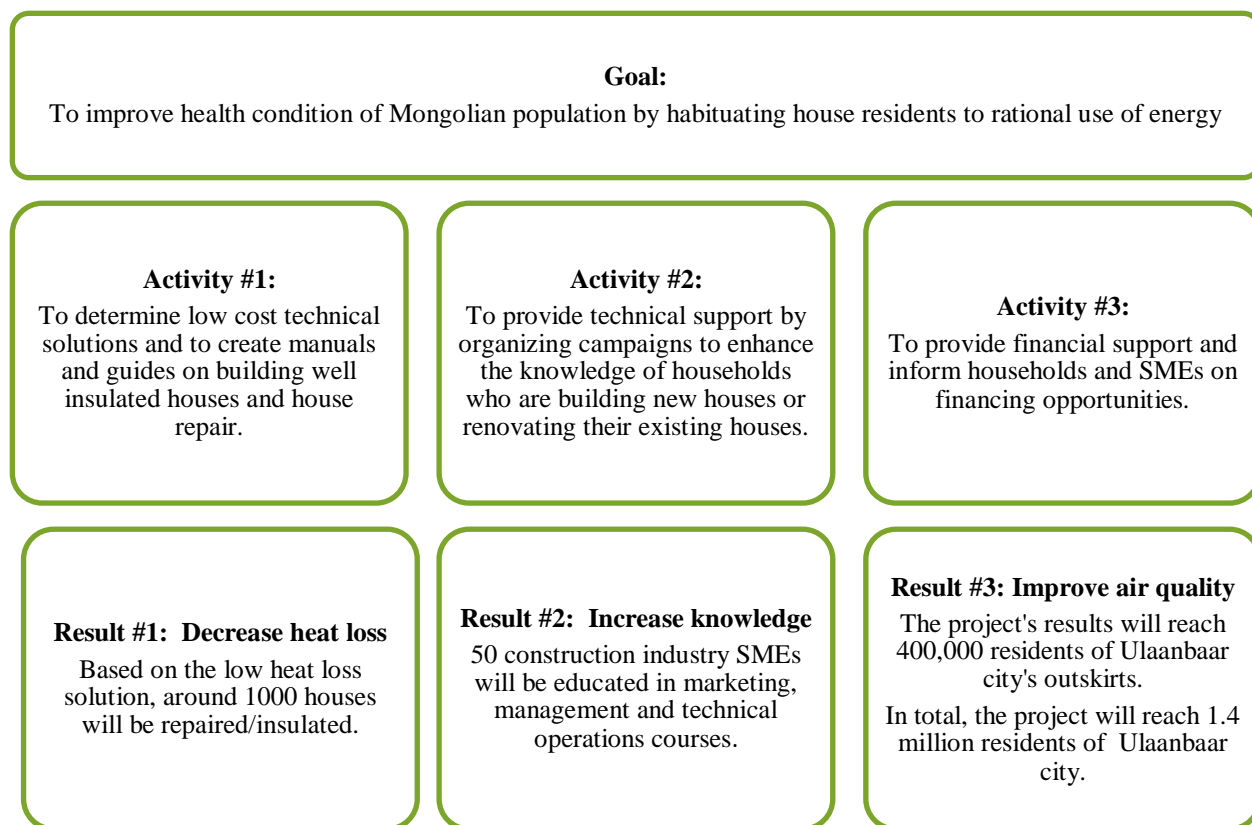 Goal:
To improve health condition of Mongolian population by habituating house residents to rational use of energy
Activity #1:
To determine low cost technical
solutions and to create manuals
and guides on building well
insulated houses and house
repair.
Activity #2:
To provide technical support by
organizing campaigns to enhance
the knowledge of households
who are building new houses or
renovating their existing houses.
Activity #3:
To provide financial support and
inform households and SMEs on
financing opportunities.
Result #1:  Decrease heat loss
Based on the low heat loss
solution, around 1000 houses
will be repaired/insulated.
Result #2:  Increase knowledge
50 construction industry SMEs
will be educated in marketing,
management and technical
operations courses.
Result #3: Improve air quality
The project's results will reach
400,000 residents of Ulaanbaar
city's outskirts.
In total, the project will reach 1.4
million residents of  Ulaanbaar
city.